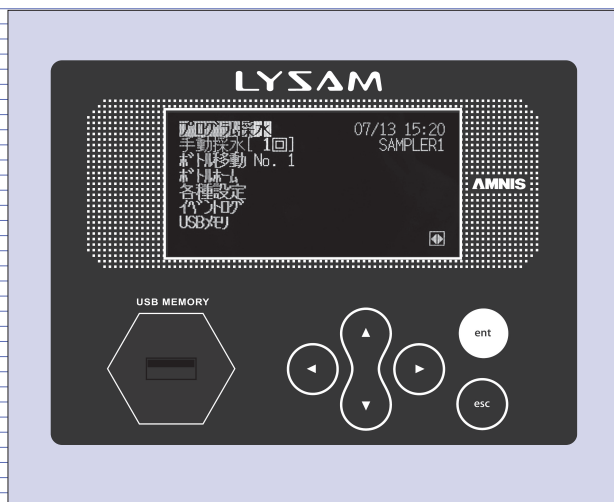 LYSAM
ﾌﾟﾛｸﾞﾗﾑ採水 07/13 15:20
手動採水[ 1回] SAMPLER1
ﾎﾞﾄﾙ移動 No. 1
ﾎﾞﾄﾙﾎｰﾑ
各種設定
ｲﾍﾞﾝﾄﾛｸﾞ
USBﾒﾓﾘ
AMNIS
USB MEMORY
ent
esc